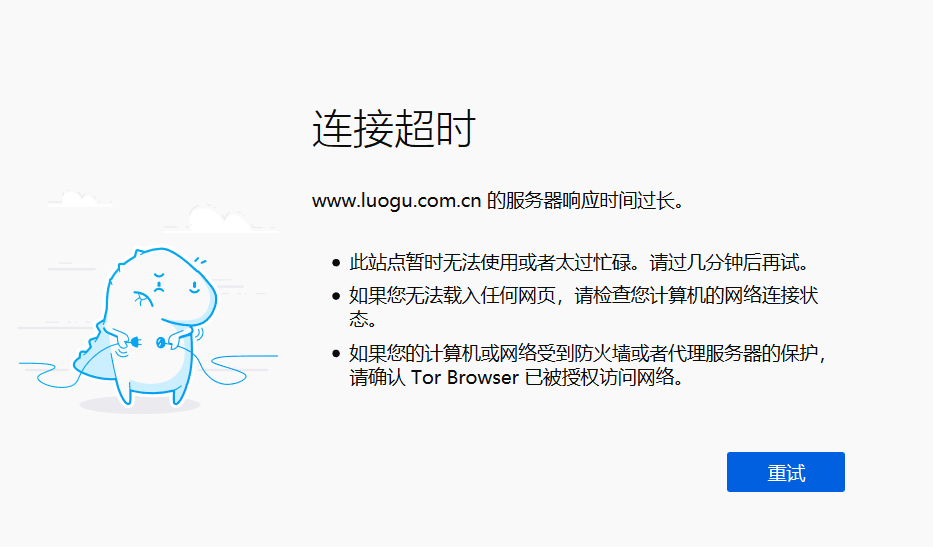 连接超时
www.luogu.com.cn 的服务器响应时间过长。
此站点暂时无法使用或者太过忙碌。请过几分钟后再试。
如果您无法载入任何网页，请检查您计算机的网络连接状
态。
如果您的计算机或网络受到防火墙或者代理服务器的保护，
请确认 Tor Browser 已被授权访问网络。
重试